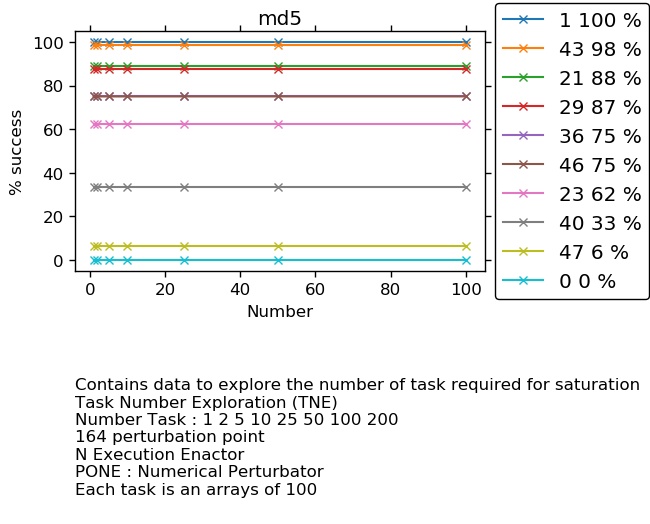 md5
100
80
60
40
20
0
% success
0 20 40 60 80 100
Number
1 100 %
43 98 %
21 88 %
29 87 %
36 75 %
46 75 %
23 62 %
40 33 %
47 6 %
0 0 %
Contains data to explore the number of task required for saturation
Task Number Exploration (TNE)
Number Task : 1 2 5 10 25 50 100 200
164 perturbation point
N Execution Enactor
PONE : Numerical Perturbator
Each task is an arrays of 100